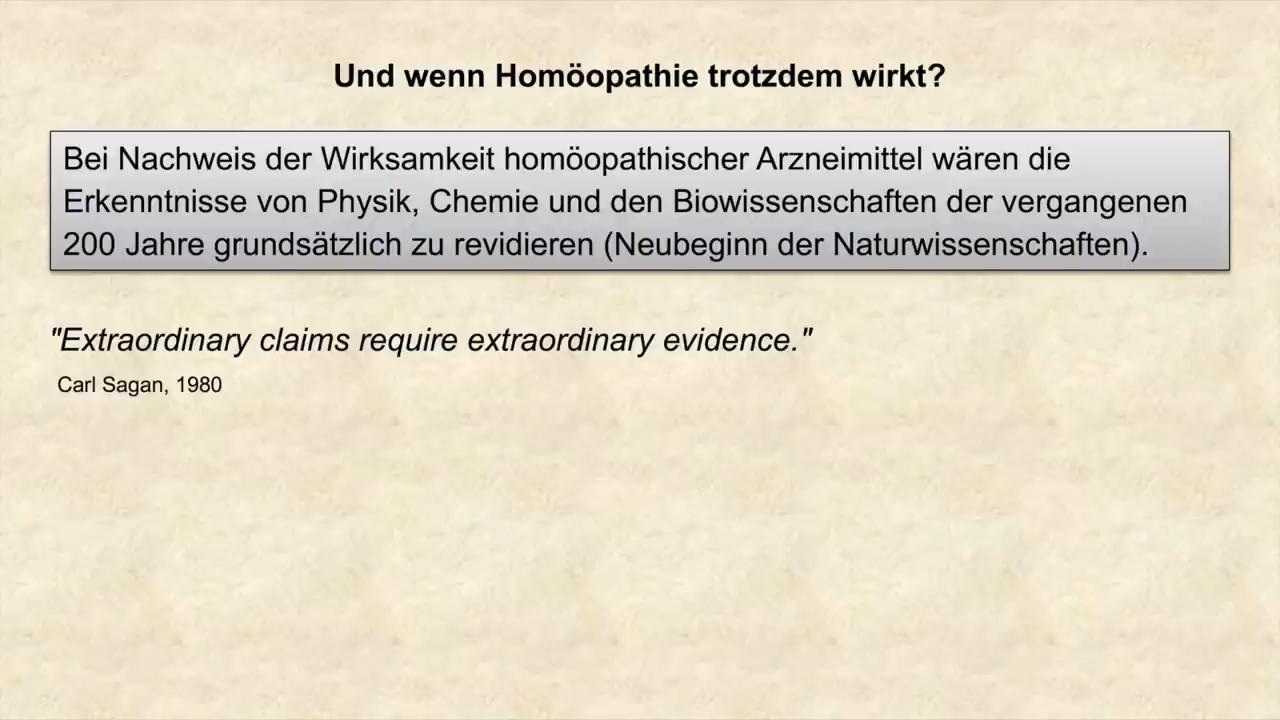 Und wenn Homöopathie trotzdem wirkt?
Bei Nachweis der Wirksamkeit homöopathischer Arzneimittel wären die
Erkenntnisse von Physik, Chemie und den Biowissenschaften der vergangenen
200 Jahre grundsätzlich zu revidieren (Neubeginn der Naturwissenschaften).
"Extraordinary claims require extraordinary evidence."
Carl Sagan, 1980